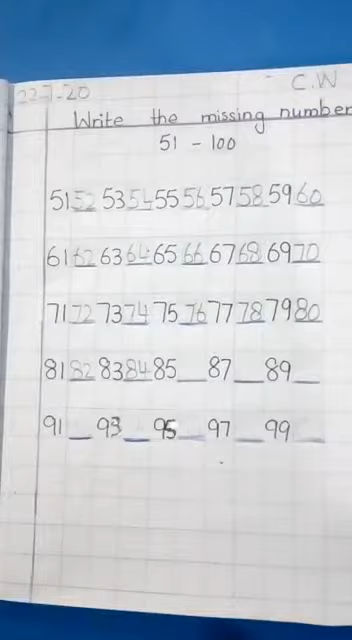 22-7-20
C.W
Write the missing number
51 - 100
51 52 53 54 55 56 57 58 59 60
61 62 63 64 65 66 67 68 69 70
71 72 73 74 75 76 77 78 79 80
81 82 83 84 85 __ 87 __ 89 __
91 __ 93 __ 95 __ 97 __ 99 __